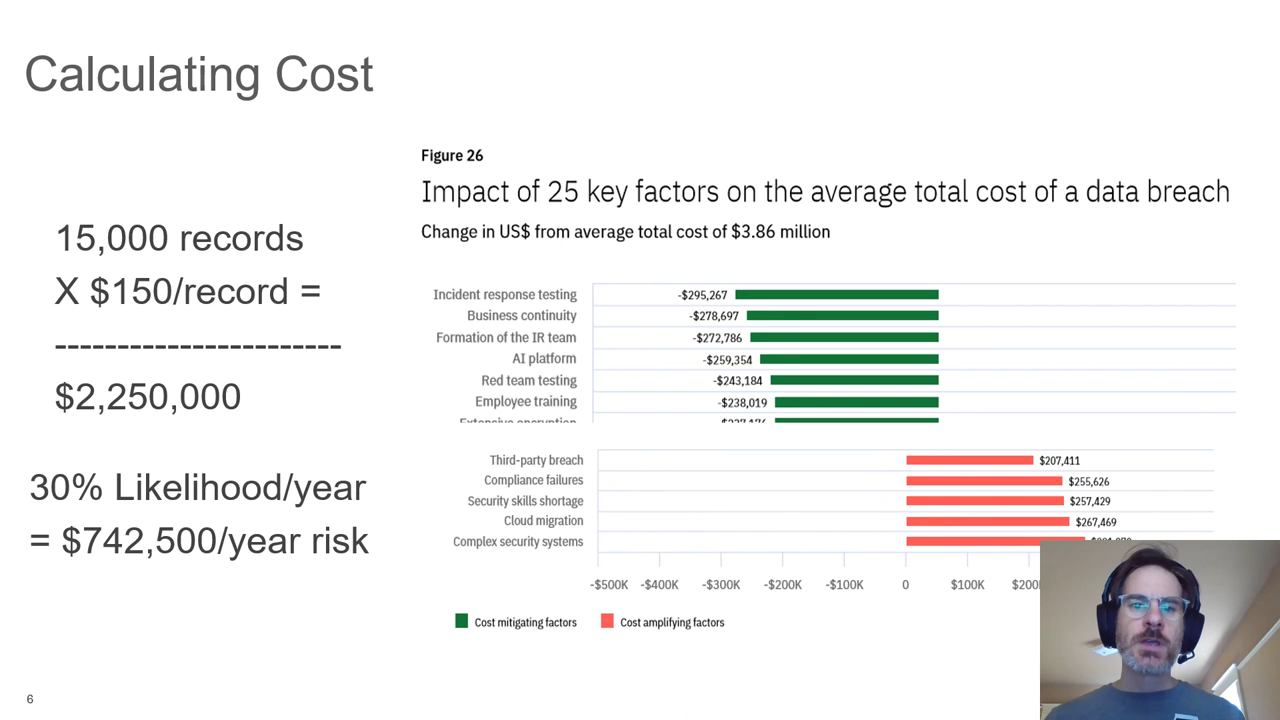 Calculating Cost
15,000 records
X $150/record =
-----------------------
$2,250,000
30% Likelihood/year
= $742,500/year risk
Figure 26
Impact of 25 key factors on the average total cost of a data breach
Change in US$ from average total cost of $3.86 million
Incident response testing -$295,267
Business continuity -$278,697
Formation of the IR team -$272,786
AI platform -$259,354
Red team testing -$243,184
Employee training -$238,019
Third-party breach $207,411
Compliance failures $255,626
Security skills shortage $257,429
Cloud migration $267,469
Complex security systems
-$500K -$400K -$300K -$200K -$100K 0 $100K
Cost mitigating factors Cost amplifying factors
6